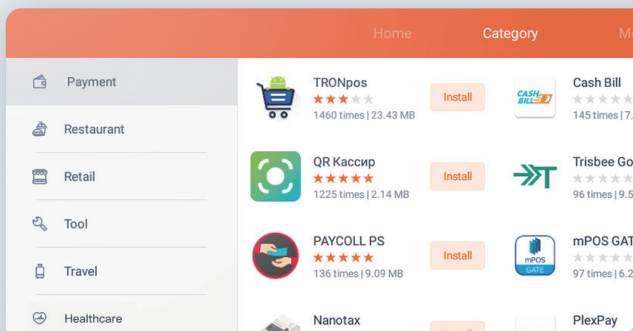 Home
Category
Payment
Restaurant
Retail
Tool
Travel
Healthcare
TRONpos
1460 times | 23.43 MB
Install
QR Кассир
1225 times | 2.14 MB
Install
PAYCOLL PS
136 times | 9.09 MB
Install
Nanotax
CASH
BILL
Cash Bill
145 times | 7.
Trisbee Go
96 times | 9.5
mPOS
GATE
mPOS GAT
97 times | 6.2
PlexPay